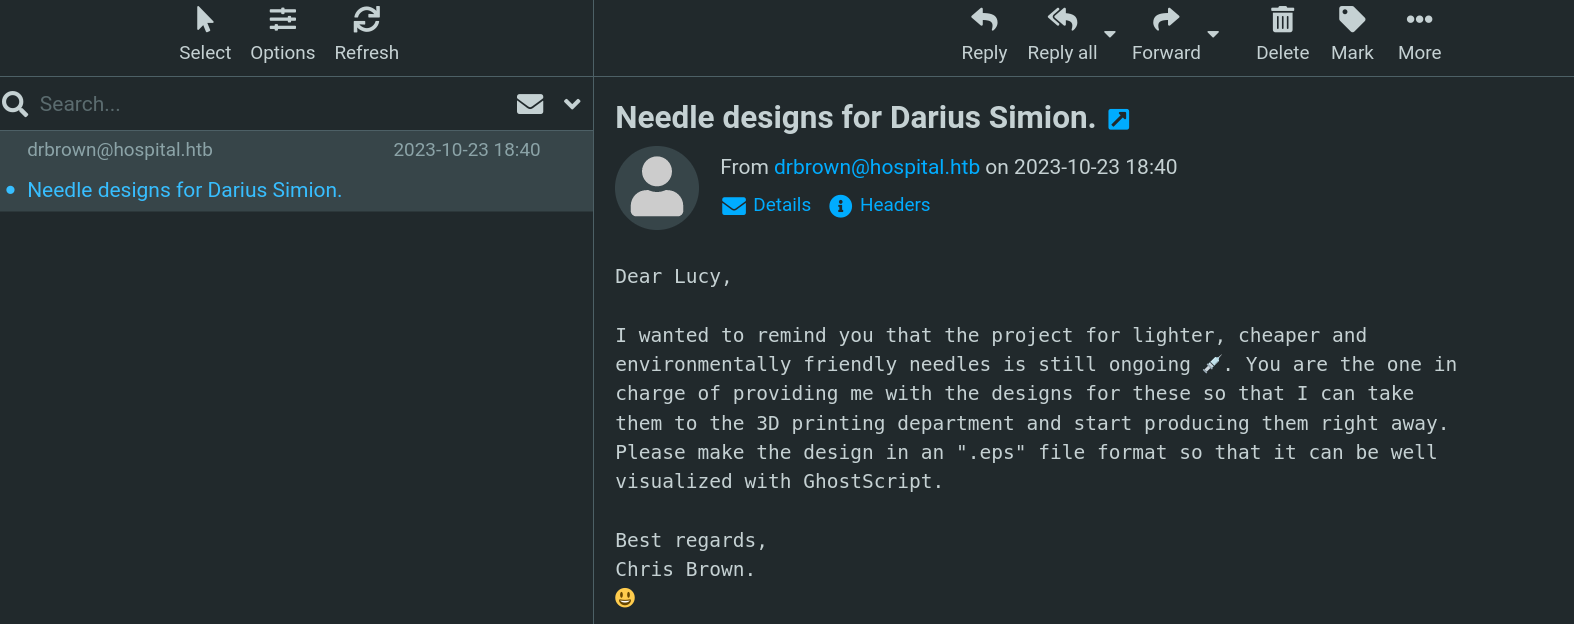 Select
Options
Refresh
Reply
Reply all
Forward
Delete
Mark
More
Search...
drbrown@hospital.htb 2023-10-23 18:40
Needle designs for Darius Simion.
Needle designs for Darius Simion.
From drbrown@hospital.htb on 2023-10-23 18:40
Details Headers
Dear Lucy,
I wanted to remind you that the project for lighter, cheaper and
environmentally friendly needles is still ongoing 💉. You are the one in
charge of providing me with the designs for these so that I can take
them to the 3D printing department and start producing them right away.
Please make the design in an ".eps" file format so that it can be well
visualized with GhostScript.
Best regards,
Chris Brown.
😃